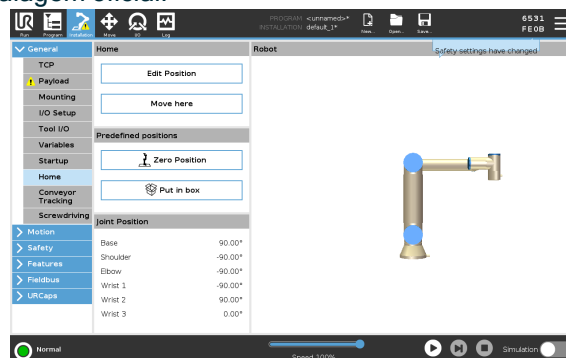 PROGRAM <unnamed>*
INSTALLATION default_1*
New...
Open...
Save...
6531
FE0B
Run
Program
Installation
Move
I/O
Log
General
TCP
Payload
Mounting
I/O Setup
Tool I/O
Variables
Startup
Home
Conveyor
Tracking
Screwdriving
Motion
Safety
Features
Fieldbus
URCaps
Home
Edit Position
Move here
Predefined positions
Zero Position
Put in box
Joint Position
Base 90.00°
Shoulder -90.00°
Elbow -90.00°
Wrist 1 -90.00°
Wrist 2 90.00°
Wrist 3 0.00°
Robot
Safety settings have changed
Normal
Speed 100%
Simulation